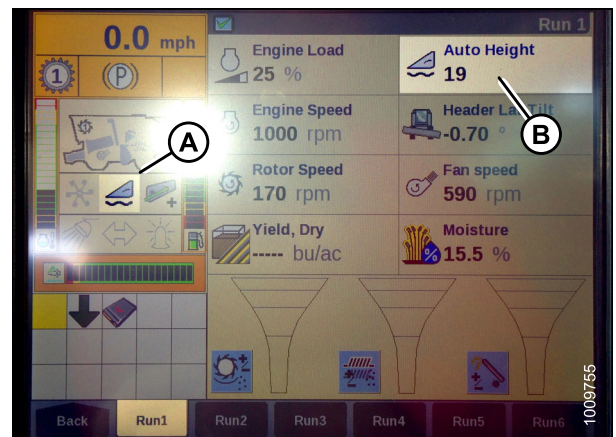 0.0 mph
1
(P)
Run 1
Engine Load
25 %
Auto Height
19
Engine Speed
1000 rpm
Header Lat Tilt
-0.70 °
Rotor Speed
170 rpm
Fan speed
590 rpm
Yield, Dry
----- bu/ac
Moisture
15.5 %
A
B
Back
Run1
Run2
Run3
Run4
Run5
Run6
1009755